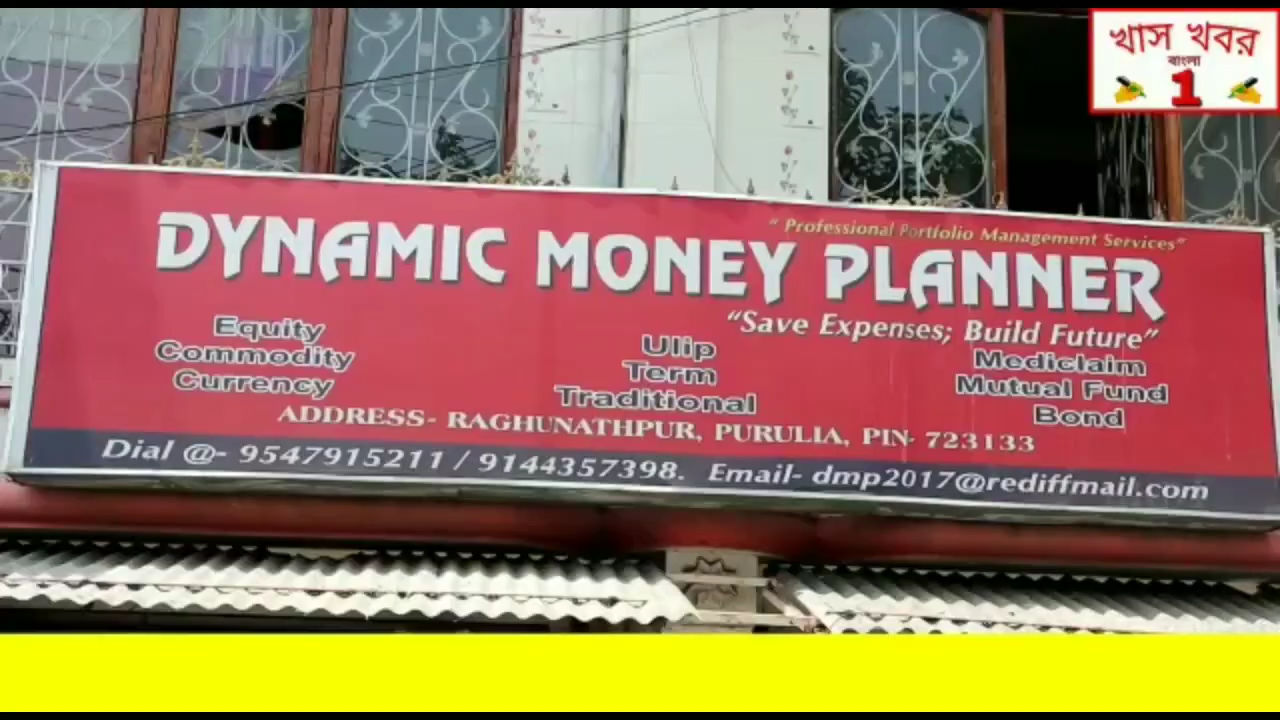 খাস খবর
বাংলা
1
“ Professional Portfolio Management Services”
DYNAMIC MONEY PLANNER
“Save Expenses; Build Future”
Equity
Commodity
Currency
Ulip
Term
Traditional
Mediclaim
Mutual Fund
Bond
ADDRESS- RAGHUNATHPUR, PURULIA, PIN- 723133
Dial @- 9547915211 / 9144357398. Email- dmp2017@rediffmail.com